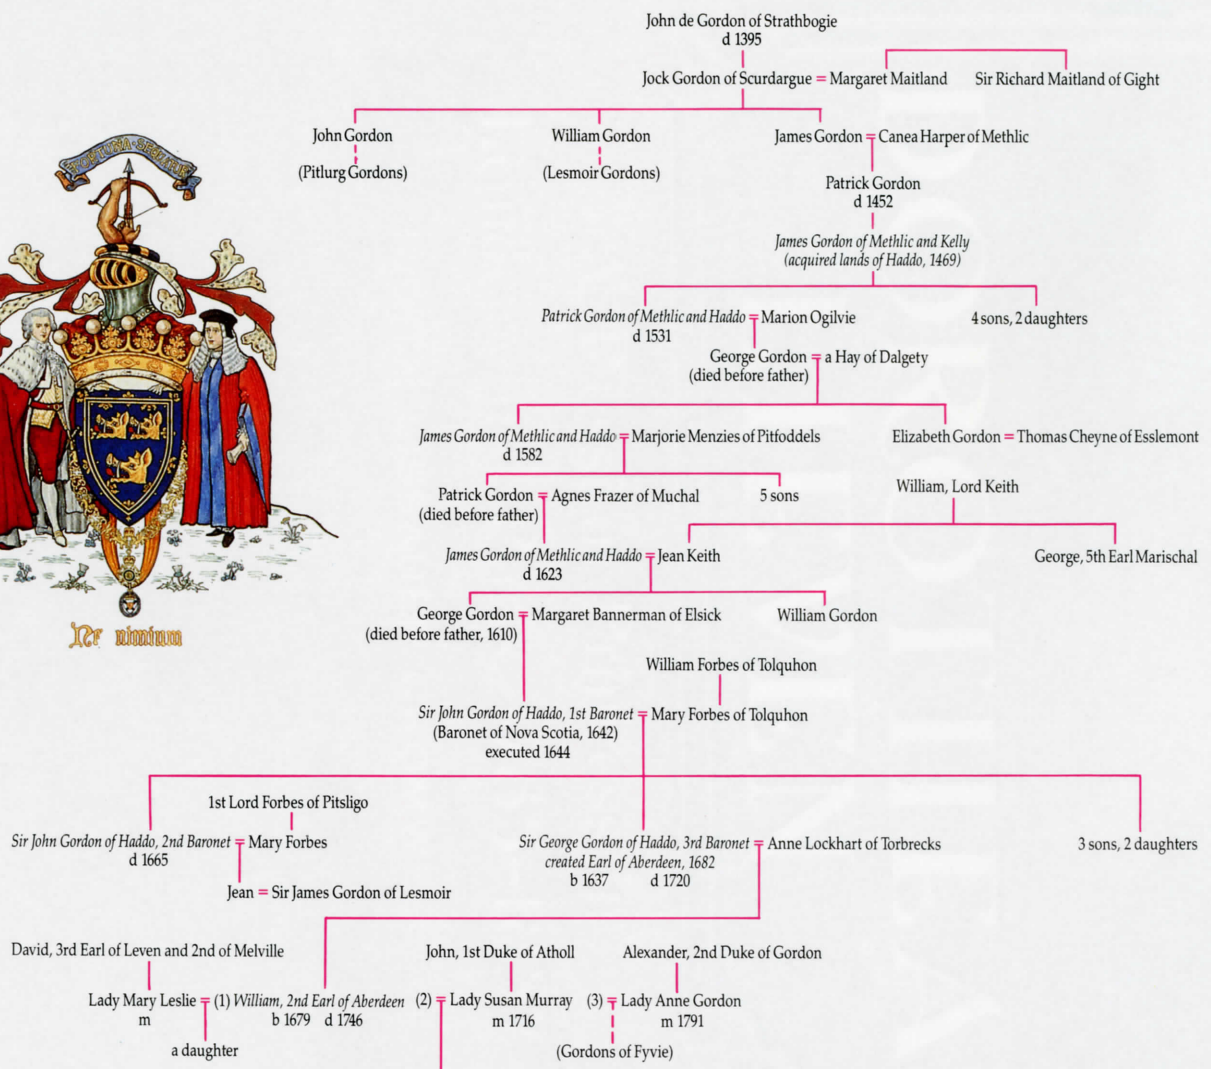 John de Gordon of Strathbogie
d 1395
Jock Gordon of Scurdargue = Margaret Maitland
Sir Richard Maitland of Gight
John Gordon
William Gordon
James Gordon = Canea Harper of Methlic
(Pitlurg Gordons)
(Lesmoir Gordons)
Patrick Gordon
d 1452
James Gordon of Methlic and Kelly
(acquired lands of Haddo, 1469)
Patrick Gordon of Methlic and Haddo = Marion Ogilvie
d 1531
4 sons, 2 daughters
George Gordon = a Hay of Dalgety
(died before father)
James Gordon of Methlic and Haddo = Marjorie Menzies of Pitfoddels
d 1582
Elizabeth Gordon = Thomas Cheyne of Esslemont
Patrick Gordon = Agnes Frazer of Muchal
(died before father)
5 sons
William, Lord Keith
James Gordon of Methlic and Haddo = Jean Keith
d 1623
George, 5th Earl Marischal
George Gordon = Margaret Bannerman of Elsick
(died before father, 1610)
William Gordon
William Forbes of Tolquhon
Sir John Gordon of Haddo, 1st Baronet = Mary Forbes of Tolquhon
(Baronet of Nova Scotia, 1642)
executed 1644
1st Lord Forbes of Pitsligo
Sir John Gordon of Haddo, 2nd Baronet = Mary Forbes
d 1665
Sir George Gordon of Haddo, 3rd Baronet = Anne Lockhart of Torbrecks
created Earl of Aberdeen, 1682
b 1637 d 1720
3 sons, 2 daughters
Jean = Sir James Gordon of Lesmoir
David, 3rd Earl of Leven and 2nd of Melville
John, 1st Duke of Atholl
Alexander, 2nd Duke of Gordon
Lady Mary Leslie = (1) William, 2nd Earl of Aberdeen (2) = Lady Susan Murray (3) = Lady Anne Gordon
m
b 1679 d 1746
m 1716
m 1791
a daughter
(Gordons of Fyvie)
FORTUNA
Ne nimium